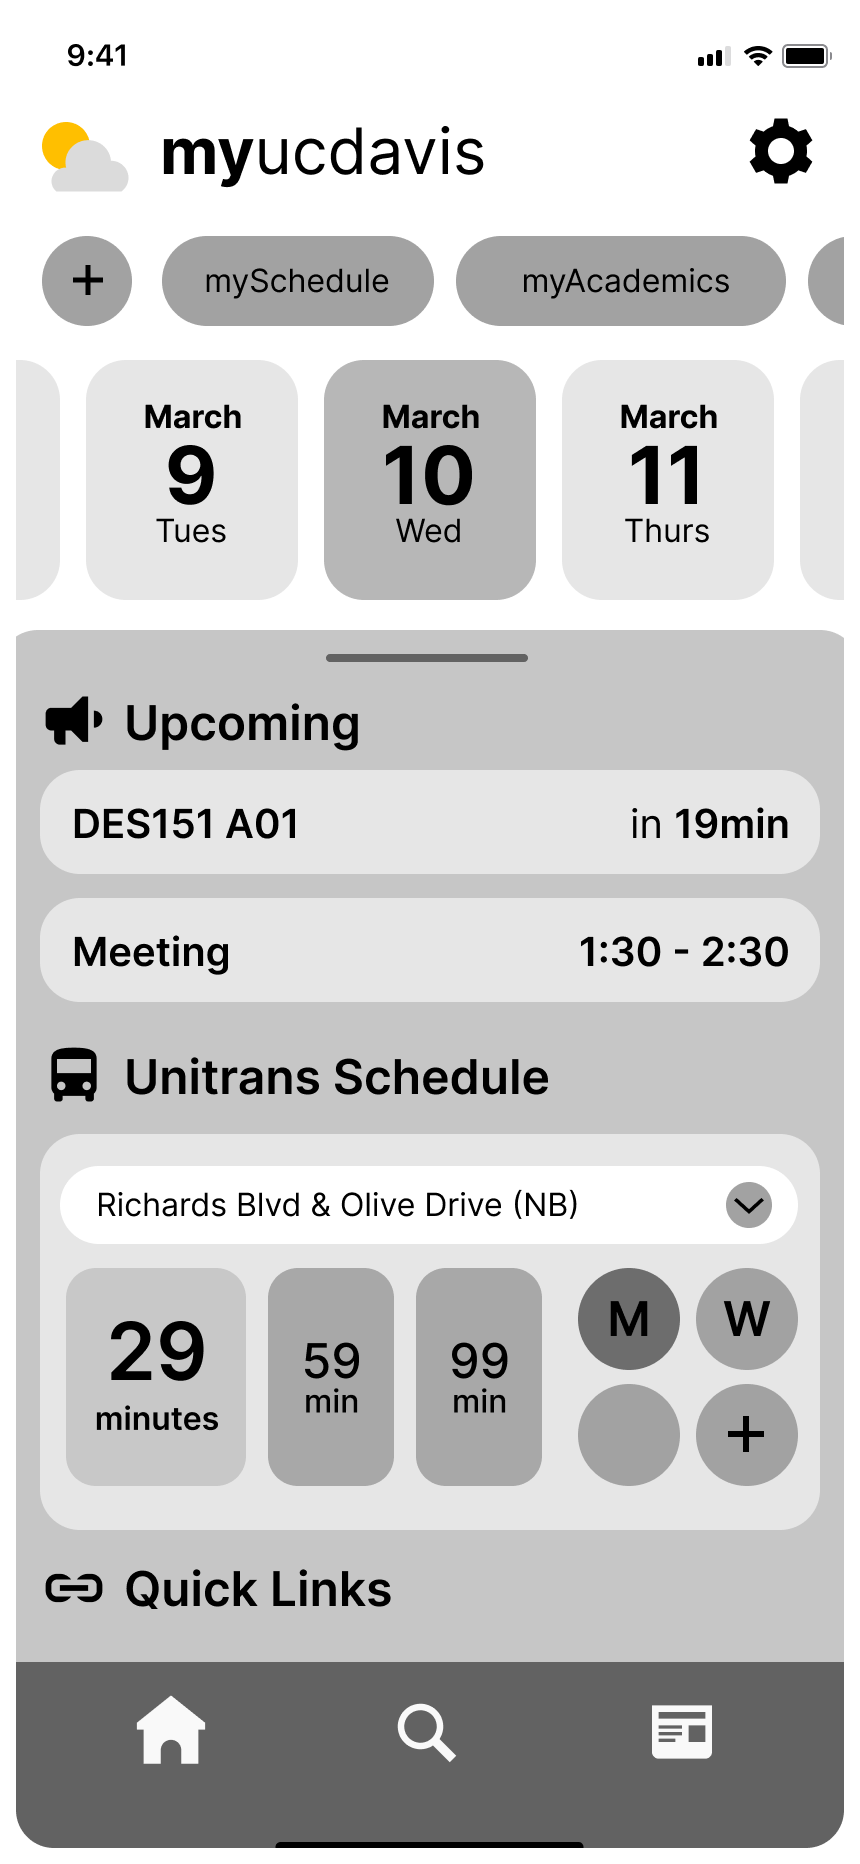 9:41
myucdavis
+ mySchedule myAcademics
March March March
9 10 11
Tues Wed Thurs
Upcoming
DES151 A01 in 19min
Meeting 1:30 - 2:30
Unitrans Schedule
Richards Blvd & Olive Drive (NB)
29 59 99 M W
minutes min min +
Quick Links